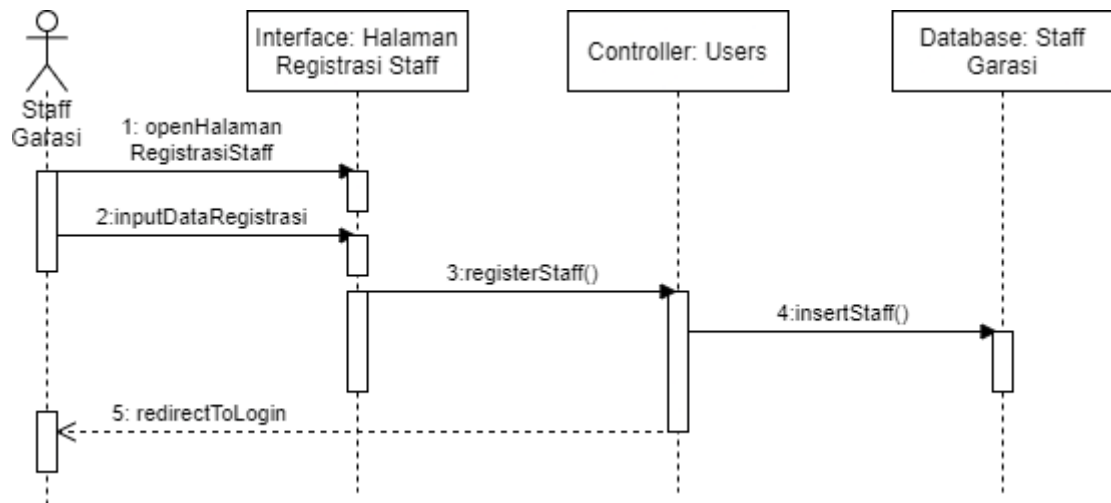 Interface: Halaman
Registrasi Staff
Controller: Users
Database: Staff
Garasi
Staff
Garasi
1: openHalaman
RegistrasiStaff
2:inputDataRegistrasi
3:registerStaff()
4:insertStaff()
5: redirectToLogin